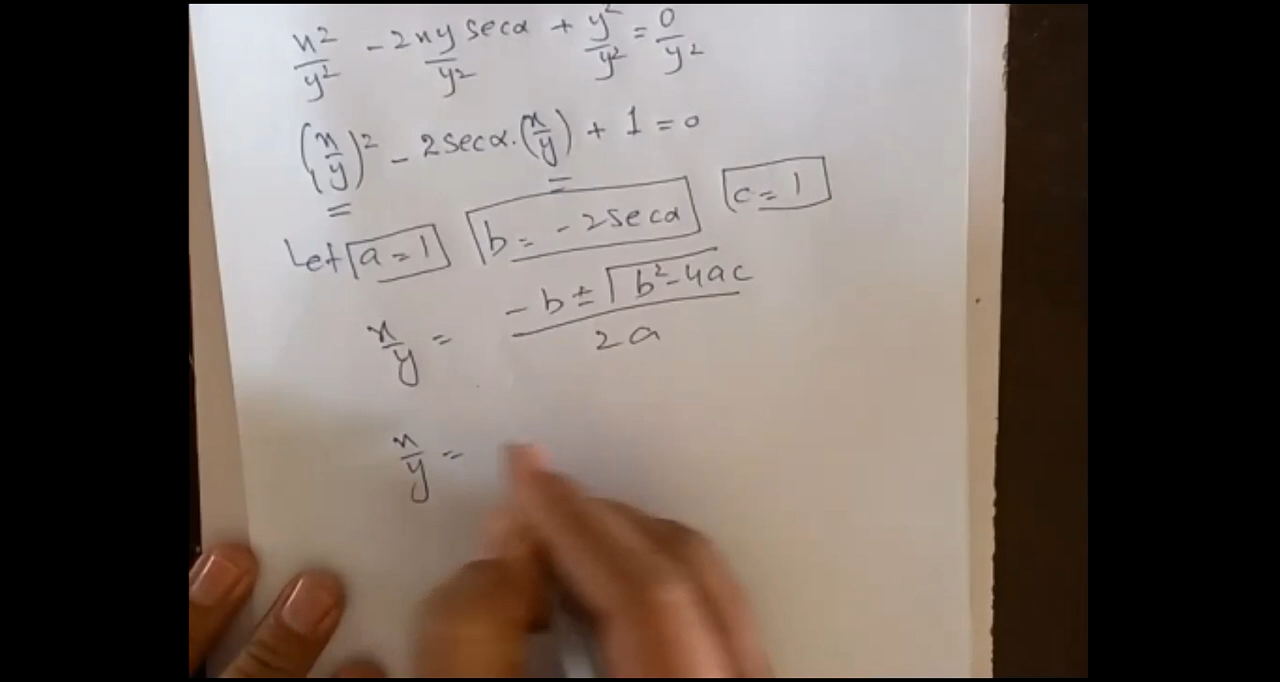 x²/y² - 2xy secα/y² + y²/y² = 0/y²
(x/y)² - 2secα.(x/y) + 1 = 0
Let a = 1 b = -2secα c = 1
x/y = -b ± √b²-4ac / 2a
x/y =